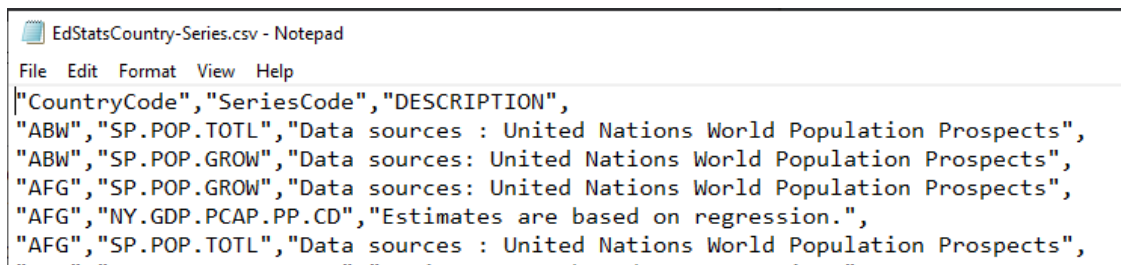 EdStatsCountry-Series.csv - Notepad
File Edit Format View Help
"CountryCode","SeriesCode","DESCRIPTION",
"ABW","SP.POP.TOTL","Data sources : United Nations World Population Prospects",
"ABW","SP.POP.GROW","Data sources: United Nations World Population Prospects",
"AFG","SP.POP.GROW","Data sources: United Nations World Population Prospects",
"AFG","NY.GDP.PCAP.PP.CD","Estimates are based on regression.",
"AFG","SP.POP.TOTL","Data sources : United Nations World Population Prospects",